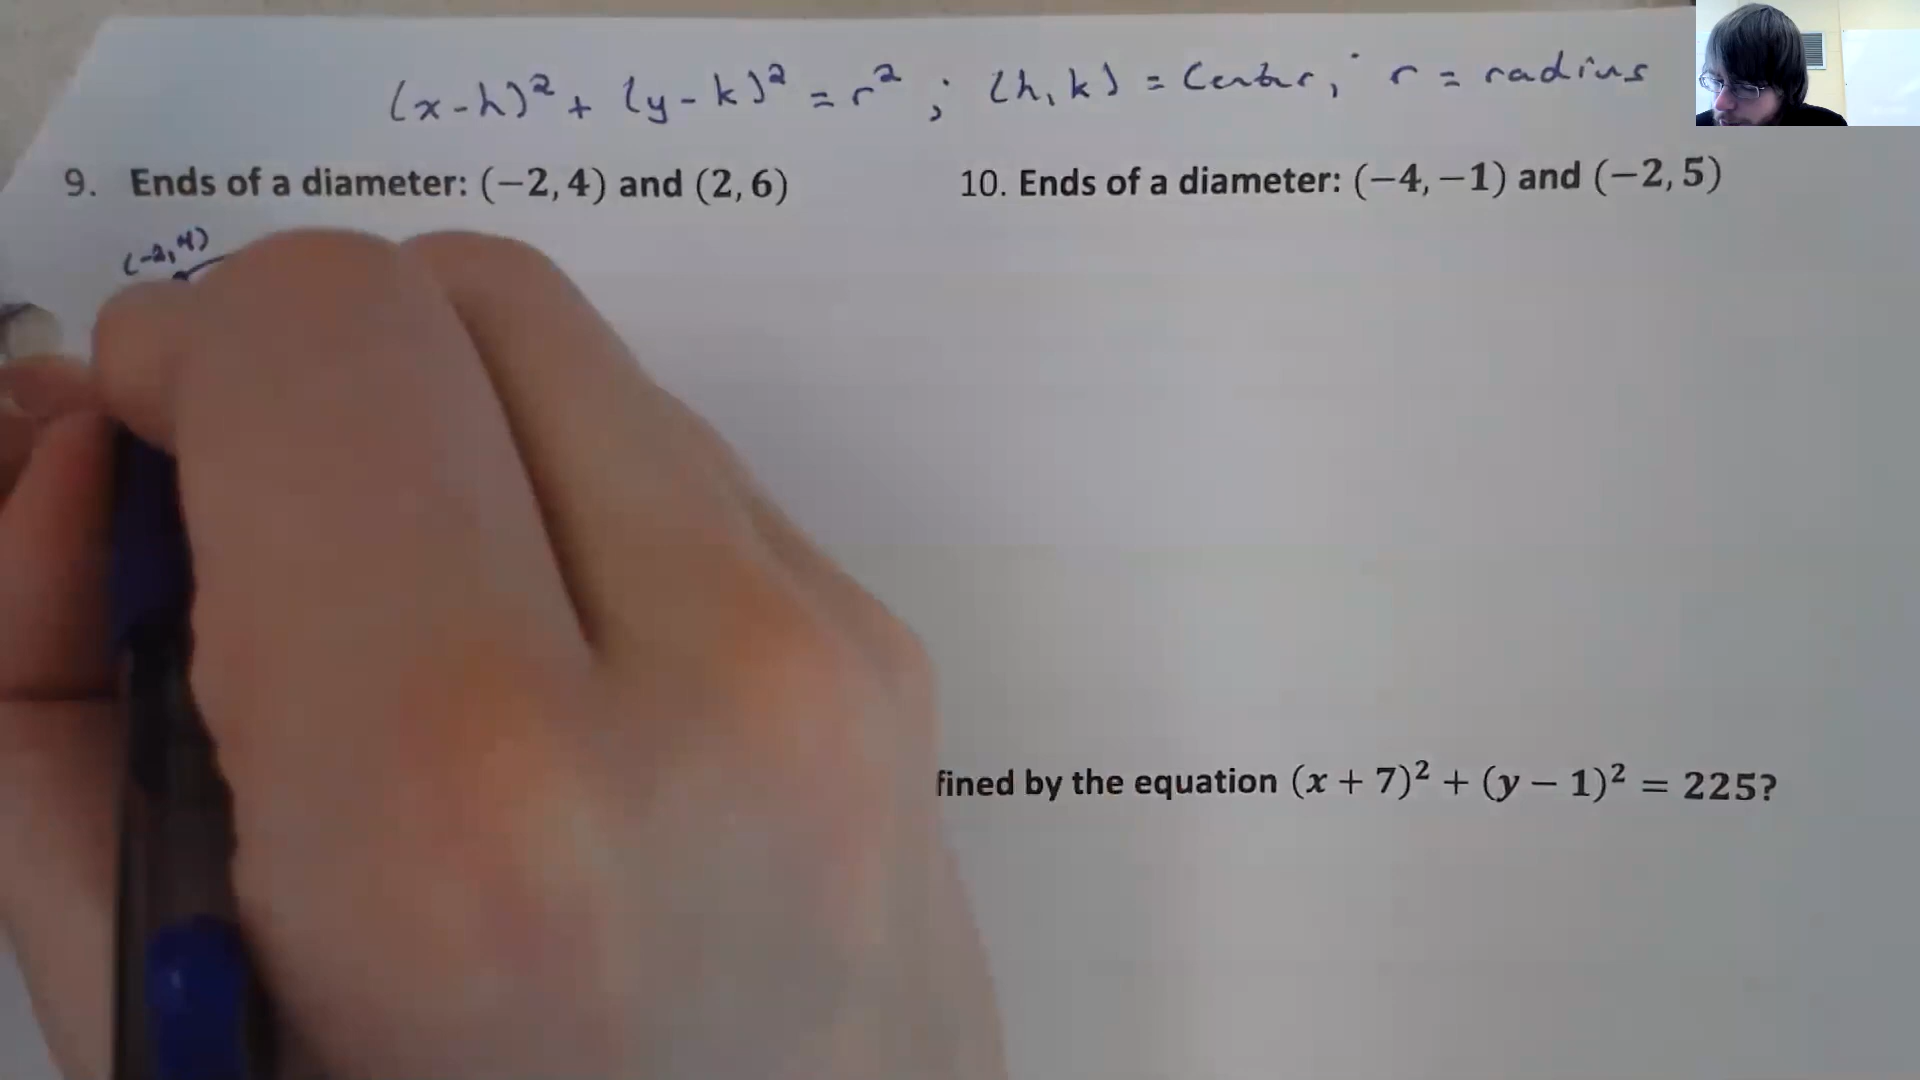 (x-h)² + (y-k)² = r² ; (h,k) = Center, r = radius
9. Ends of a diameter: (−2,4) and (2,6)
10. Ends of a diameter: (−4,−1) and (−2,5)
(-2,4)
fined by the equation (x + 7)² + (y − 1)² = 225?